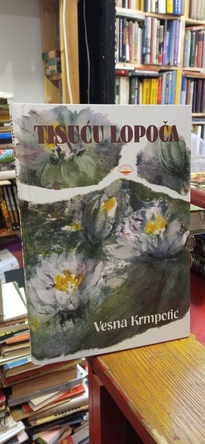 TISUĆU LOPOČA
Vesna Krmpotić